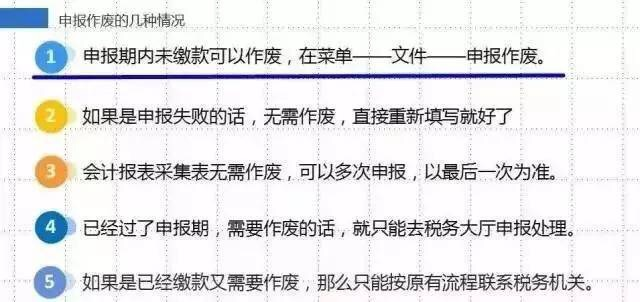 申报作废的几种情况
1 申报期内未缴款可以作废，在菜单——文件——申报作废。
2 如果是申报失败的话，无需作废，直接重新填写就好了
3 会计报表采集表无需作废，可以多次申报，以最后一次为准。
4 已经过了申报期，需要作废的话，就只能去税务大厅申报处理。
5 如果是已经缴款又需要作废，那么只能按原有流程联系税务机关。